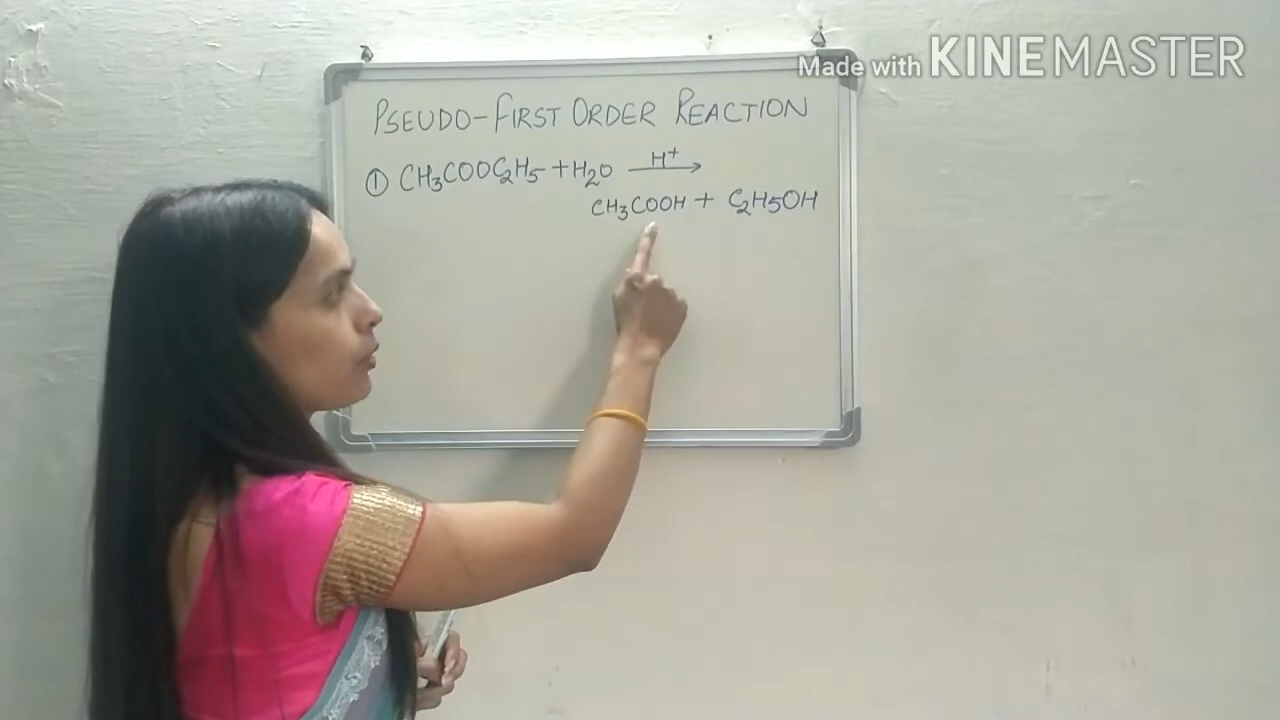 Made with KINEMASTER
PSEUDO-FIRST ORDER REACTION
① CH3COOC2H5 + H2O
H+
→
CH3COOH + C2H5OH